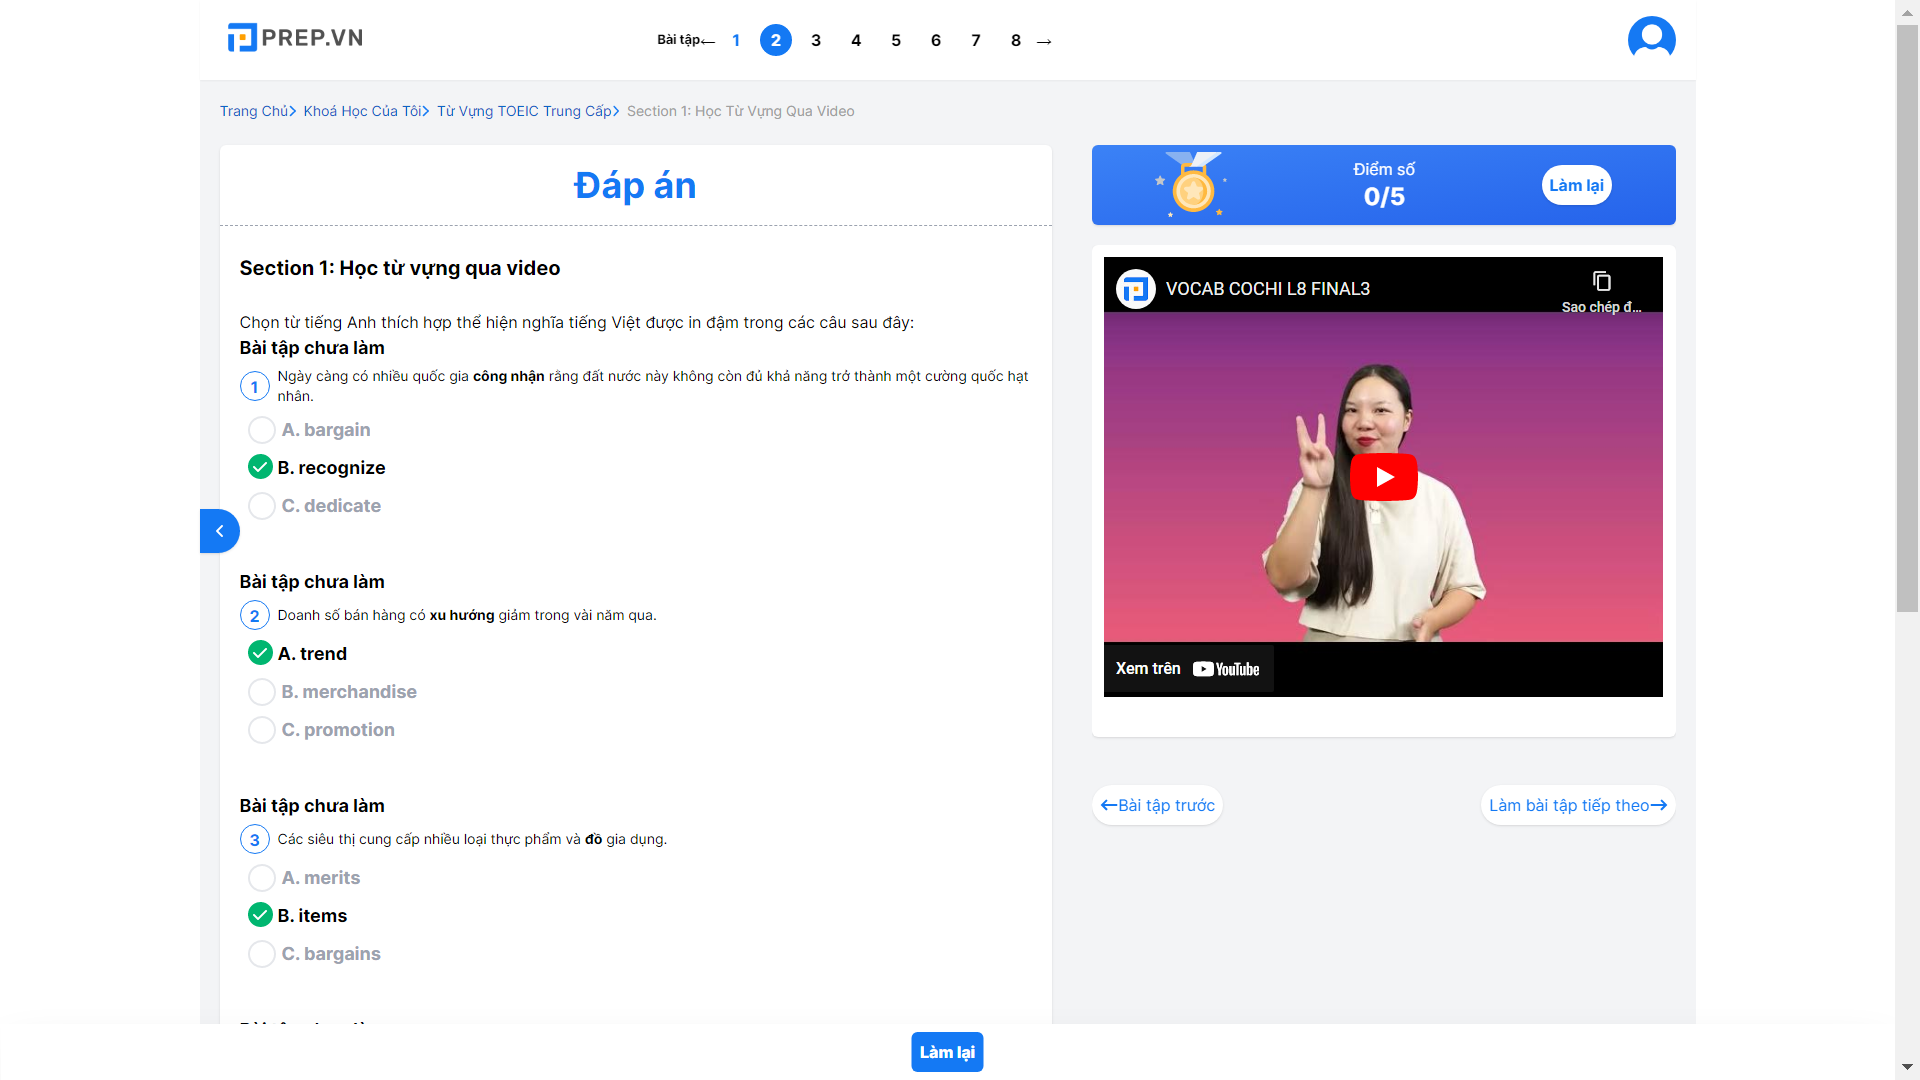 PREP.VN
Bài tập← 1 2 3 4 5 6 7 8 →
Trang Chủ> Khoá Học Của Tôi> Từ Vựng TOEIC Trung Cấp> Section 1: Học Từ Vựng Qua Video
Đáp án
Section 1: Học từ vựng qua video
Chọn từ tiếng Anh thích hợp thể hiện nghĩa tiếng Việt được in đậm trong các câu sau đây:
Bài tập chưa làm
1 Ngày càng có nhiều quốc gia công nhận rằng đất nước này không còn đủ khả năng trở thành một cường quốc hạt
nhân.
A. bargain
B. recognize
C. dedicate
Bài tập chưa làm
2 Doanh số bán hàng có xu hướng giảm trong vài năm qua.
A. trend
B. merchandise
C. promotion
Bài tập chưa làm
3 Các siêu thị cung cấp nhiều loại thực phẩm và đồ gia dụng.
A. merits
B. items
C. bargains
Điểm số
0/5
Làm lại
VOCAB COCHI L8 FINAL3
Sao chép đ...
Xem trên YouTube
←Bài tập trước
Làm bài tập tiếp theo→
Làm lại